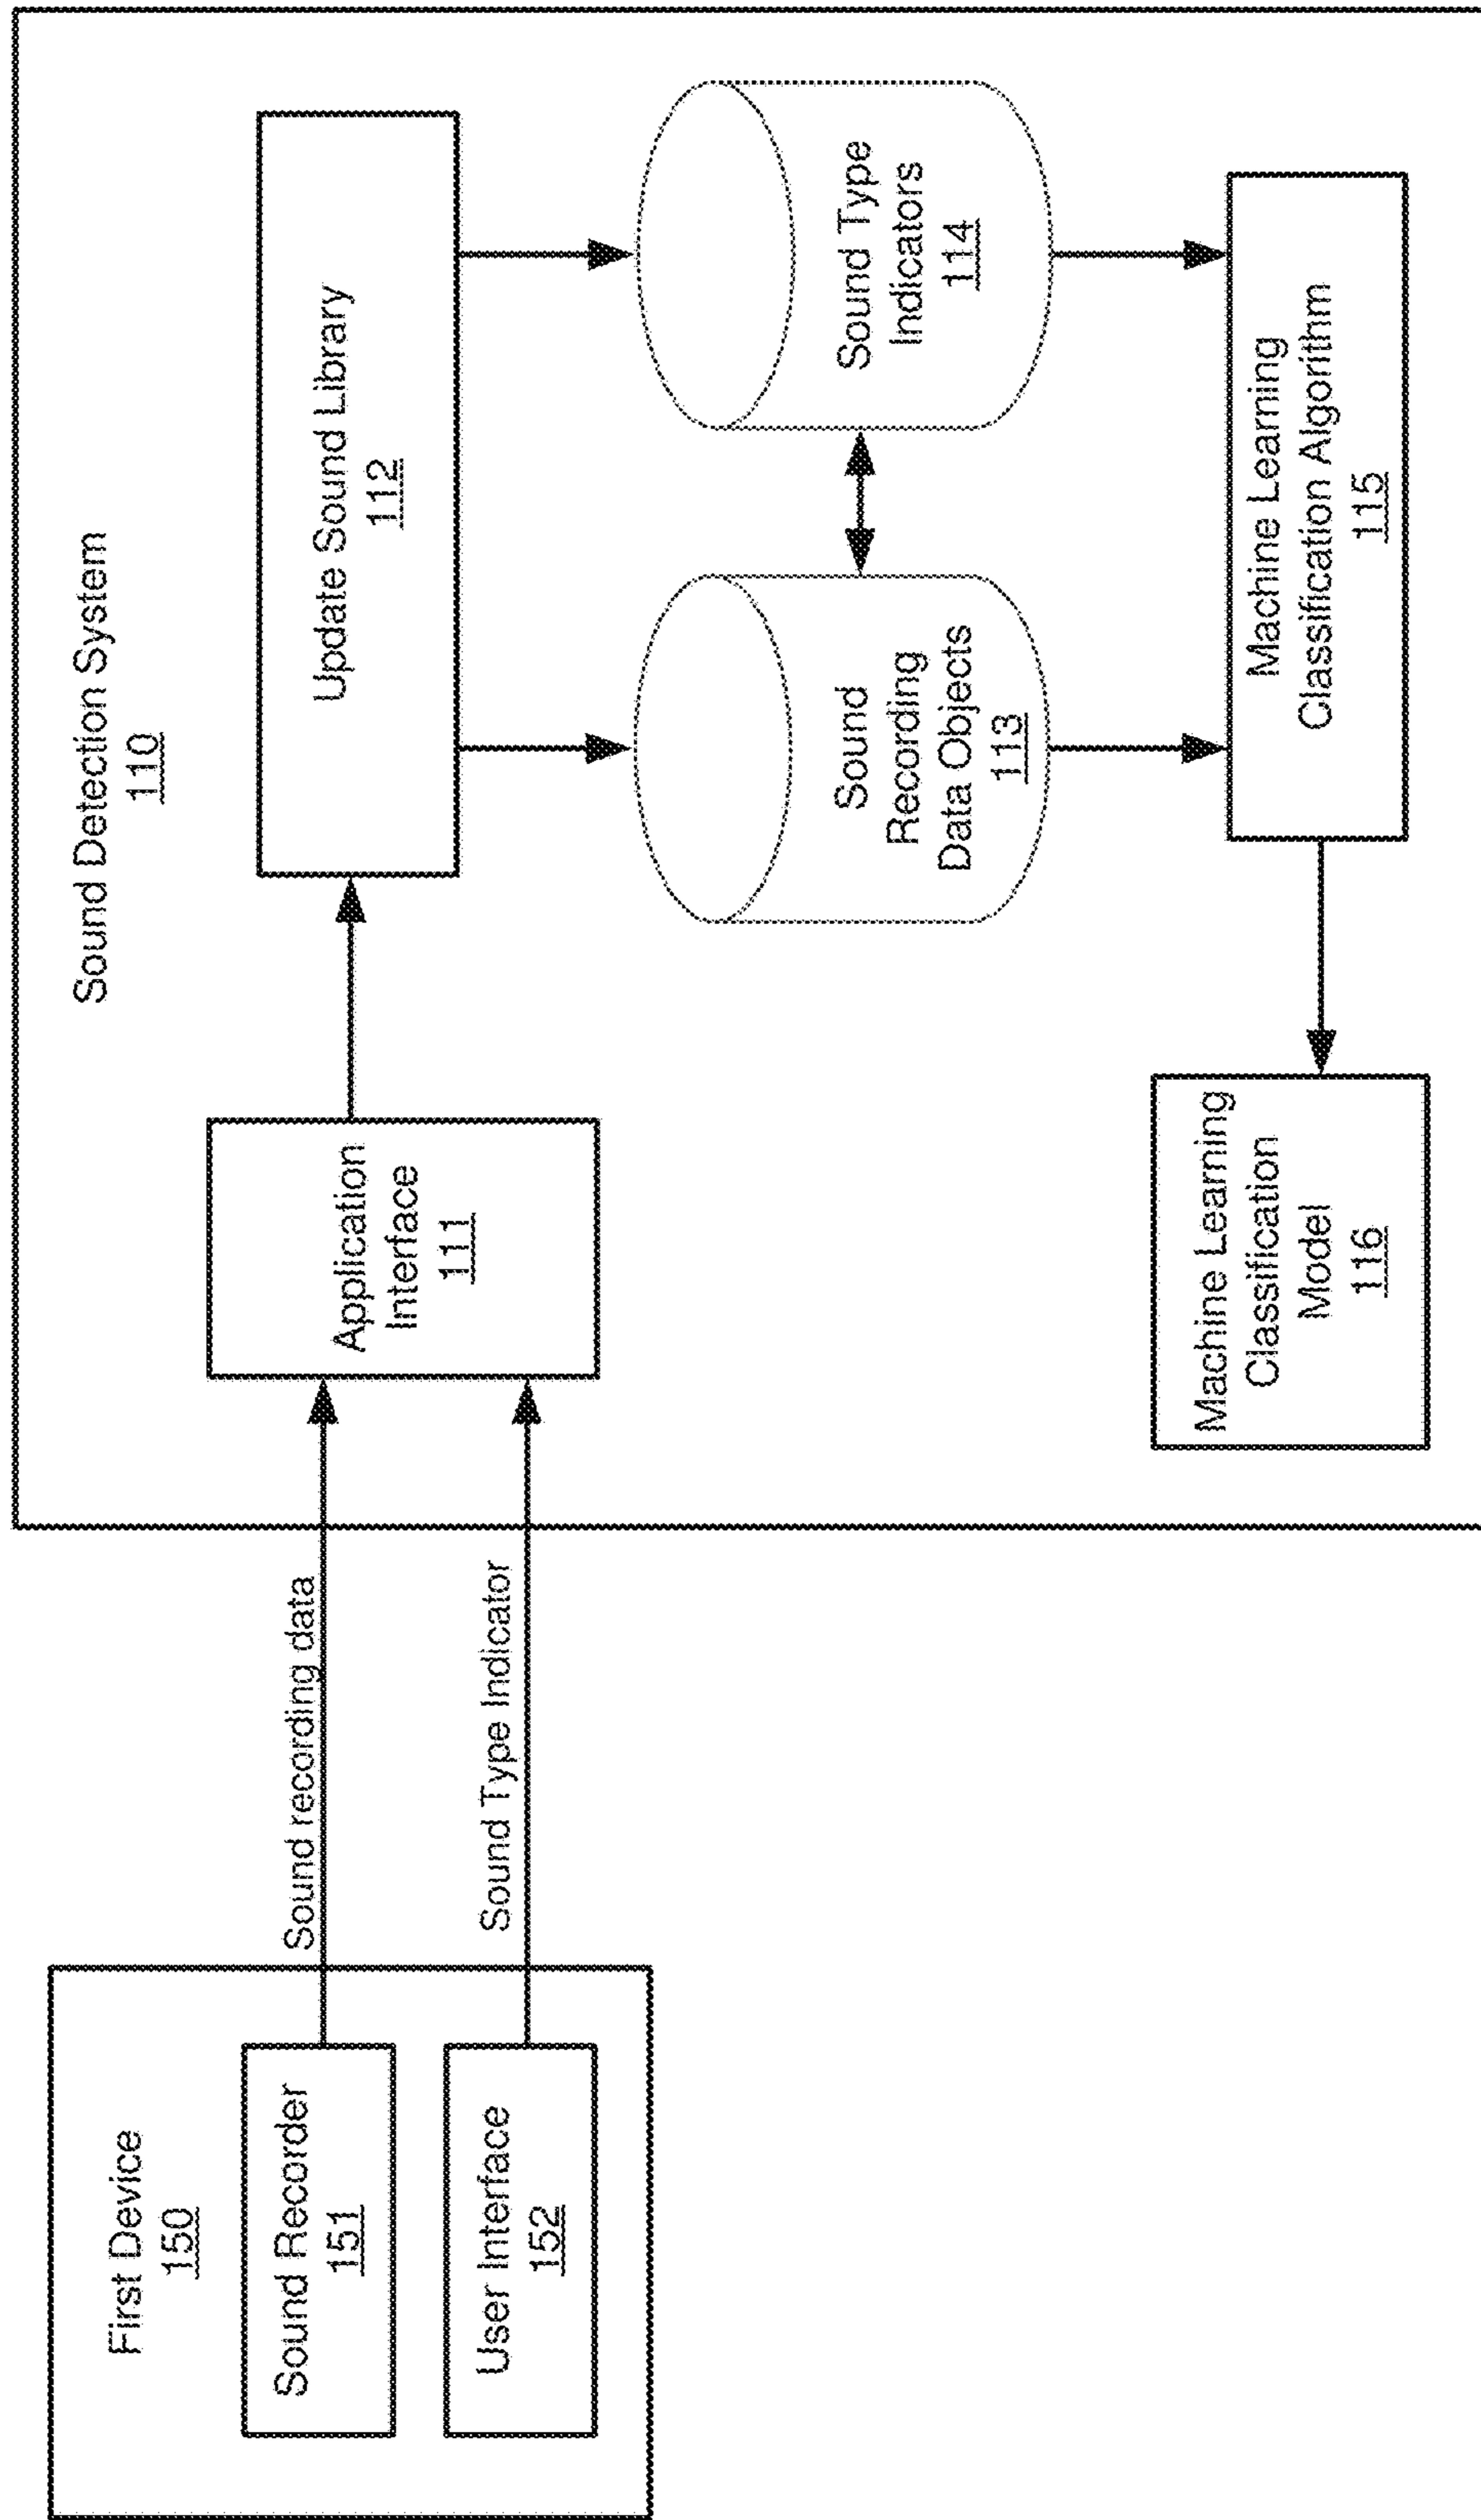 First Device
150
Sound Recorder
151
User Interface
152
Sound recording data
Sound Type Indicator
Sound Detection System
110
Application
Interface
111
Update Sound Library
112
Sound
Recording
Data Objects
113
Sound Type
Indicators
114
Machine Learning
Classification Algorithm
115
Machine Learning
Classification
Model
116